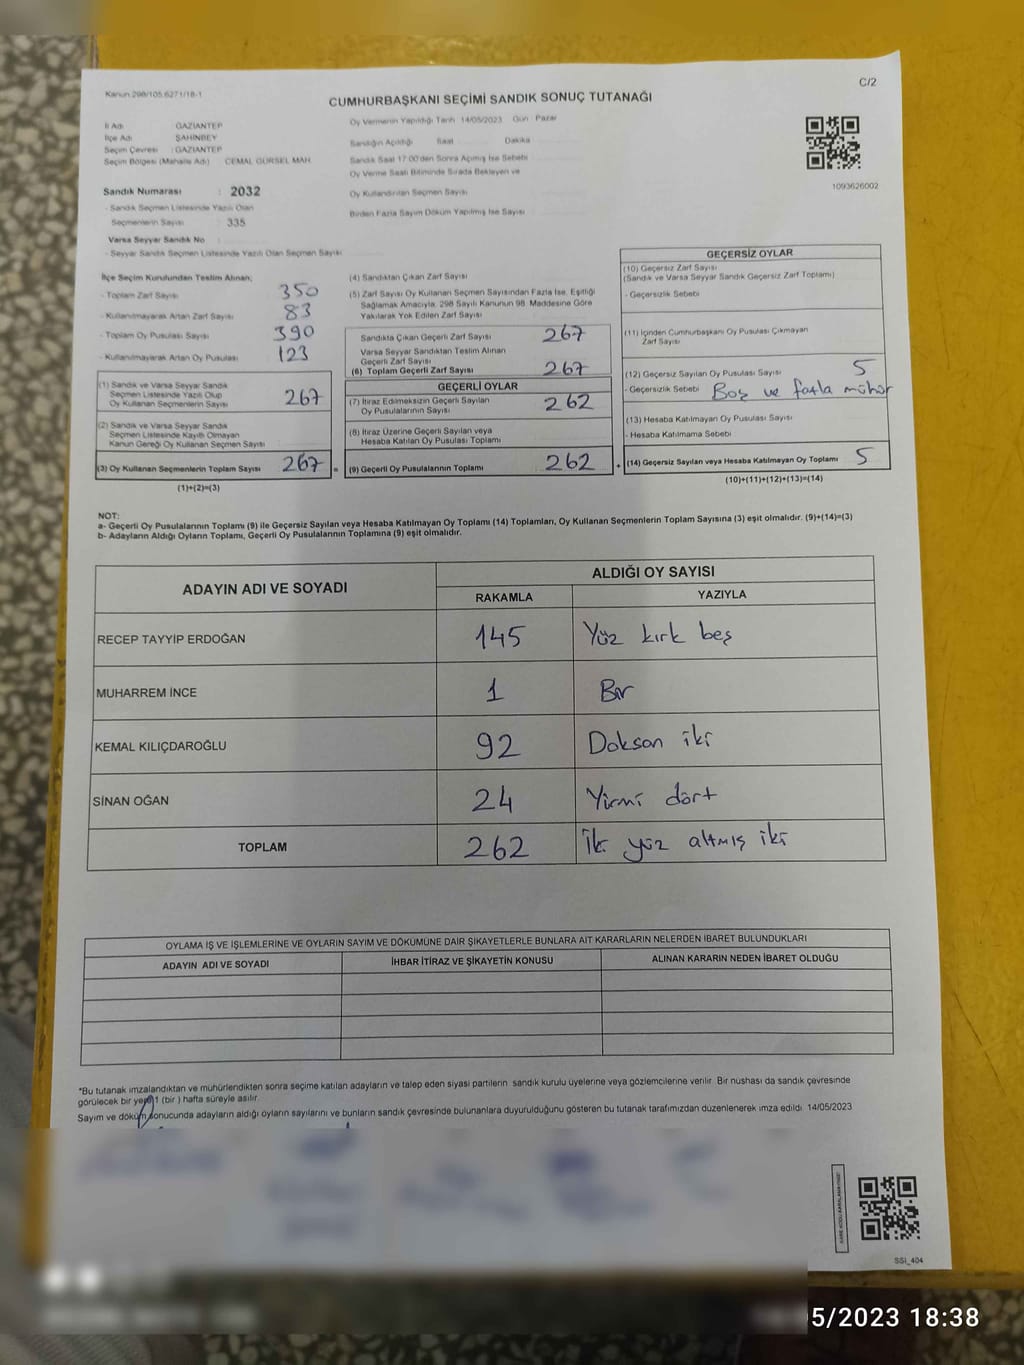 Kanun 298/105.6271/18-1
C/2
CUMHURBAŞKANI SEÇİMİ SANDIK SONUÇ TUTANAĞI
İl Adı : GAZİANTEP
İlçe Adı : ŞAHİNBEY
Seçim Çevresi : GAZİANTEP
Seçim Bölgesi (Mahalle Adı) : CEMAL GÜRSEL MAH.
Sandık Numarası : 2032
- Sandık Seçmen Listesinde Yazılı Olan
Seçmenlerin Sayısı : 335
Varsa Seyyar Sandık No :
- Seyyar Sandık Seçmen Listesinde Yazılı Olan Seçmen Sayısı
Oy Vermenin Yapıldığı Tarih 14/05/2023 Gün : Pazar
Sandığın Açıldığı Saat Dakika
Sandık Saat 17:00'den Sonra Açılmış İse Sebebi
Oy Verme Saati Bitiminde Sırada Bekleyen ve
Oy Kullandırılan Seçmen Sayısı
Birden Fazla Sayım Döküm Yapılmış İse Sayısı
1093626002
İlçe Seçim Kurulundan Teslim Alınan;
- Toplam Zarf Sayısı 350
- Kullanılmayarak Artan Zarf Sayısı 83
- Toplam Oy Pusulası Sayısı 390
- Kullanılmayarak Artan Oy Pusulası 123
(1) Sandık ve Varsa Seyyar Sandık
Seçmen Listesinde Yazılı Olup
Oy Kullanan Seçmenlerin Sayısı 267
(2) Sandık ve Varsa Seyyar Sandık
Seçmen Listesinde Kayıtlı Olmayan
Kanun Gereği Oy Kullanan Seçmen Sayısı
(3) Oy Kullanan Seçmenlerin Toplam Sayısı 267 =
(1)+(2)=(3)
(4) Sandıktan Çıkan Zarf Sayısı
(5) Zarf Sayısı Oy Kullanan Seçmen Sayısından Fazla İse, Eşitliği
Sağlamak Amacıyla, 298 Sayılı Kanunun 98. Maddesine Göre
Yakılarak Yok Edilen Zarf Sayısı
Sandıkta Çıkan Geçerli Zarf Sayısı 267
Varsa Seyyar Sandıktan Teslim Alınan
Geçerli Zarf Sayısı
(6) Toplam Geçerli Zarf Sayısı 267
GEÇERLİ OYLAR
(7) İtiraz Edilmeksizin Geçerli Sayılan
Oy Pusulalarının Sayısı 262
(8) İtiraz Üzerine Geçerli Sayılan veya
Hesaba Katılan Oy Pusulası Toplamı
(9) Geçerli Oy Pusulalarının Toplamı 262 +
GEÇERSİZ OYLAR
(10) Geçersiz Zarf Sayısı
(Sandık ve Varsa Seyyar Sandık Geçersiz Zarf Toplamı)
- Geçersizlik Sebebi
(11) İçinden Cumhurbaşkanı Oy Pusulası Çıkmayan
Zarf Sayısı
(12) Geçersiz Sayılan Oy Pusulası Sayısı 5
- Geçersizlik Sebebi Boş ve fazla mühür
(13) Hesaba Katılmayan Oy Pusulası Sayısı
- Hesaba Katılmama Sebebi
(14) Geçersiz Sayılan veya Hesaba Katılmayan Oy Toplamı 5
(10)+(11)+(12)+(13)=(14)
NOT:
a- Geçerli Oy Pusulalarının Toplamı (9) ile Geçersiz Sayılan veya Hesaba Katılmayan Oy Toplamı (14) Toplamları, Oy Kullanan Seçmenlerin Toplam Sayısına (3) eşit olmalıdır. (9)+(14)=(3)
b- Adayların Aldığı Oyların Toplamı, Geçerli Oy Pusulalarının Toplamına (9) eşit olmalıdır.
ADAYIN ADI VE SOYADI
ALDIĞI OY SAYISI
RAKAMLA YAZIYLA
RECEP TAYYİP ERDOĞAN 145 Yüz kırk beş
MUHARREM İNCE 1 Bir
KEMAL KILIÇDAROĞLU 92 Doksan iki
SİNAN OĞAN 24 Yirmi dört
TOPLAM 262 İki yüz altmış iki
OYLAMA İŞ VE İŞLEMLERİNE VE OYLARIN SAYIM VE DÖKÜMÜNE DAİR ŞİKAYETLERLE BUNLARA AİT KARARLARIN NELERDEN İBARET BULUNDUKLARI
ADAYIN ADI VE SOYADI İHBAR İTİRAZ VE ŞİKAYETİN KONUSU ALINAN KARARIN NEDEN İBARET OLDUĞU
*Bu tutanak imzalandıktan ve mühürlendikten sonra seçime katılan adayların ve talep eden siyasi partilerin sandık kurulu üyelerine veya gözlemcilerine verilir. Bir nüshası da sandık çevresinde
görülecek bir yere 1 (bir) hafta süreyle asılır.
Sayım ve döküm sonucunda adayların aldığı oyların sayılarını ve bunların sandık çevresinde bulunanlara duyurulduğunu gösteren bu tutanak tarafımızdan düzenlenerek imza edildi. 14/05/2023
SSİ_404
5/2023 18:38